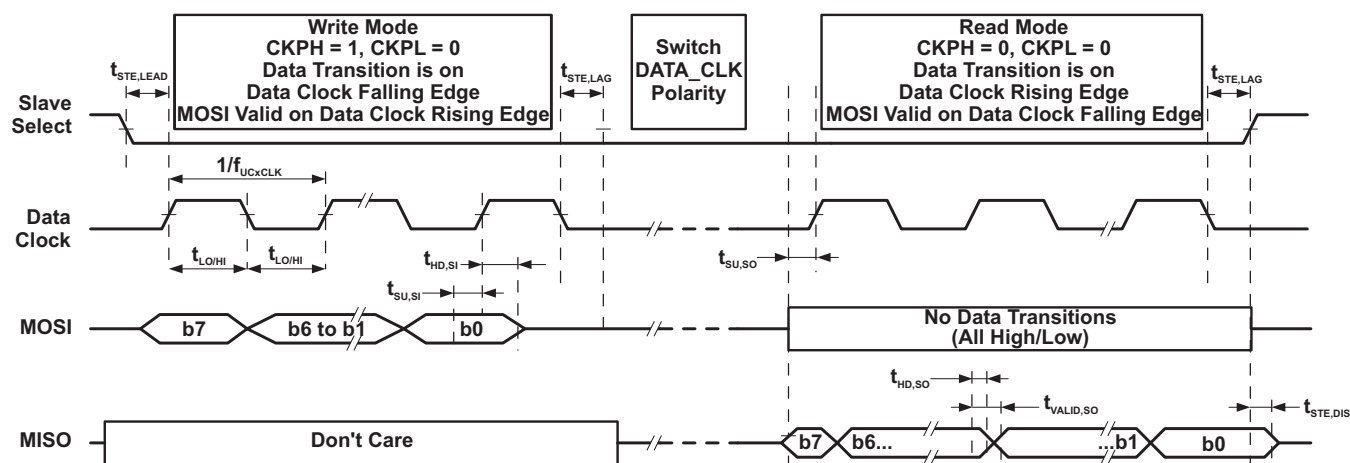 Write Mode
CKPH = 1, CKPL = 0
Data Transition is on
Data Clock Falling Edge
MOSI Valid on Data Clock Rising Edge
Switch
DATA_CLK
Polarity
Read Mode
CKPH = 0, CKPL = 0
Data Transition is on
Data Clock Rising Edge
MOSI Valid on Data Clock Falling Edge
tSTE,LEAD
tSTE,LAG
tSTE,LAG
Slave
Select
1/fUCxCLK
Data
Clock
tLO/HI
tLO/HI
tHD,SI
tSU,SO
tSU,SI
MOSI
b7
b6 to b1
b0
No Data Transitions
(All High/Low)
tHD,SO
tVALID,SO
tSTE,DIS
MISO
Don't Care
b7
b6...
...b1
b0